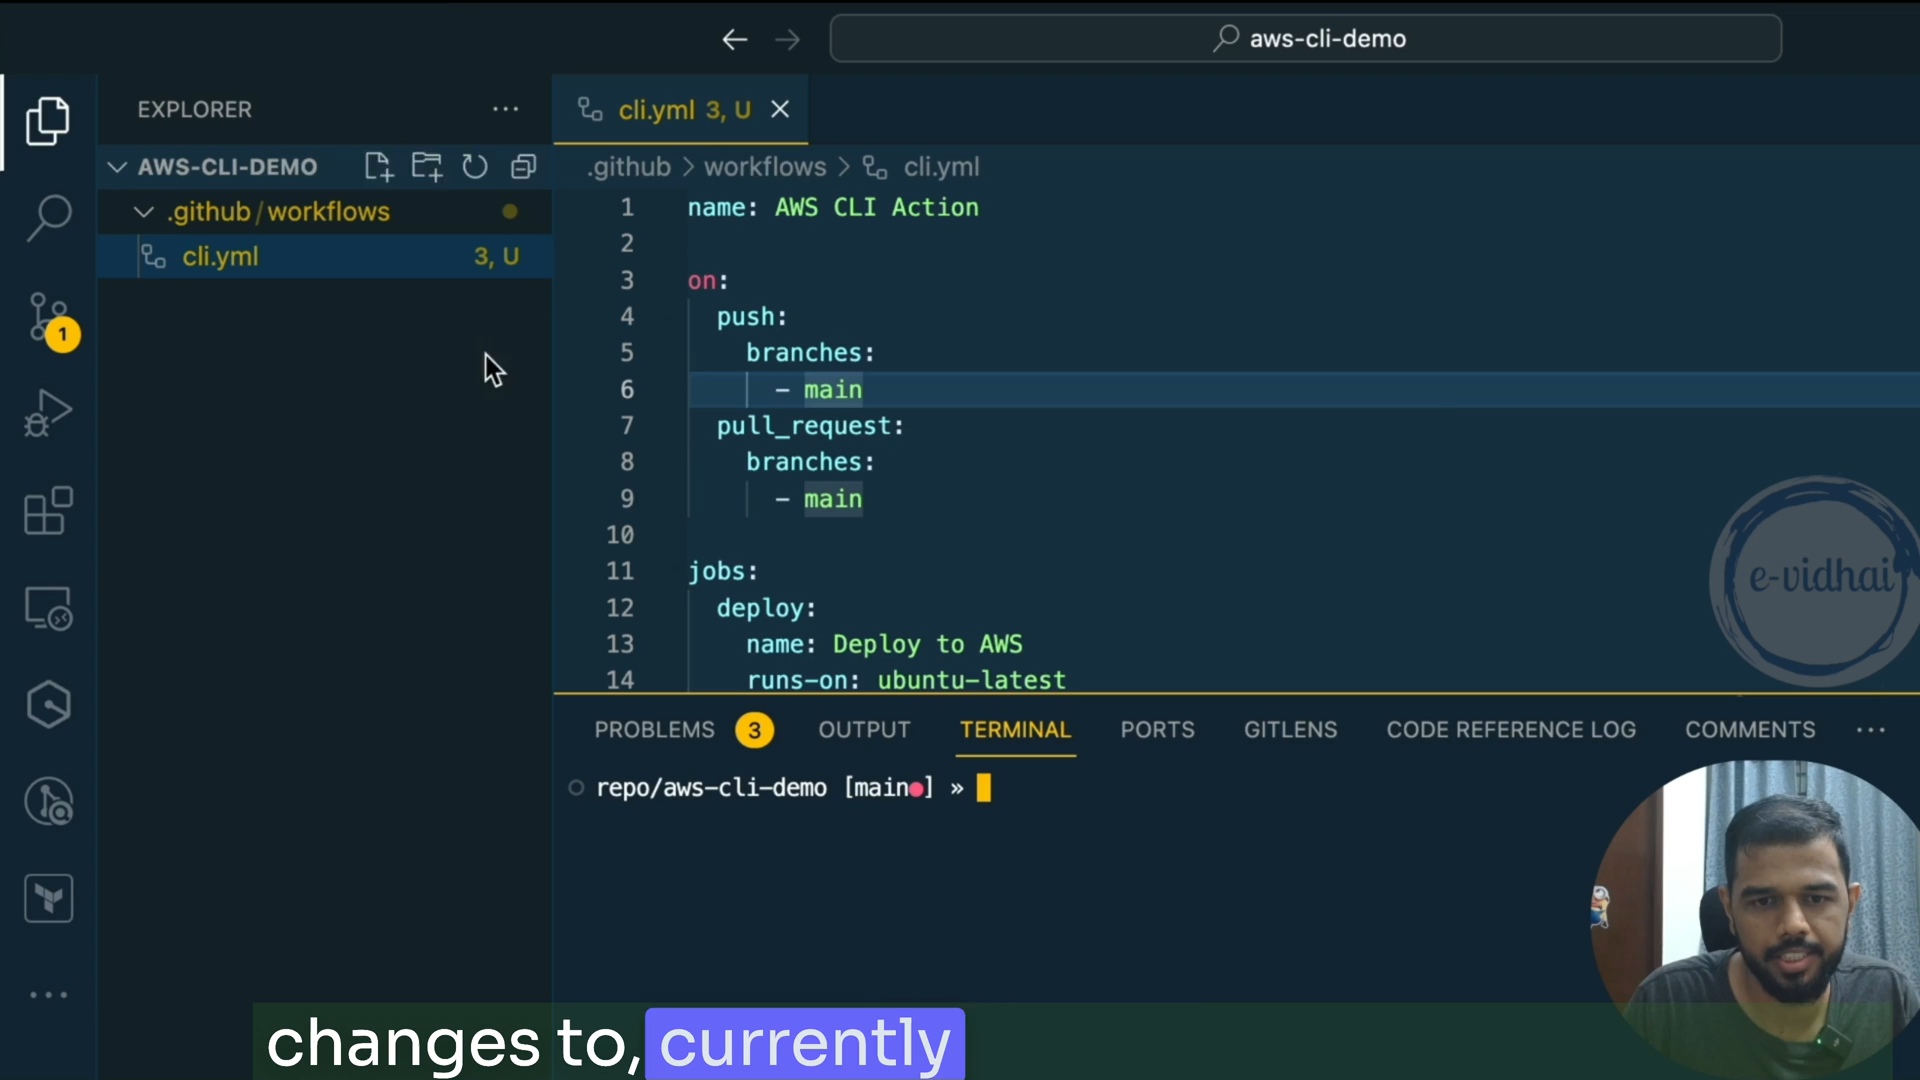 aws-cli-demo
EXPLORER
cli.yml 3, U
AWS-CLI-DEMO
.github > workflows > cli.yml
.github/workflows
cli.yml 3, U
1
1 name: AWS CLI Action
2
3 on:
4 push:
5 branches:
6 - main
7 pull_request:
8 branches:
9 - main
10
11 jobs:
12 deploy:
13 name: Deploy to AWS
14 runs-on: ubuntu-latest
e-vidhai
PROBLEMS 3 OUTPUT TERMINAL PORTS GITLENS CODE REFERENCE LOG COMMENTS
repo/aws-cli-demo [main●] »
changes to, currently